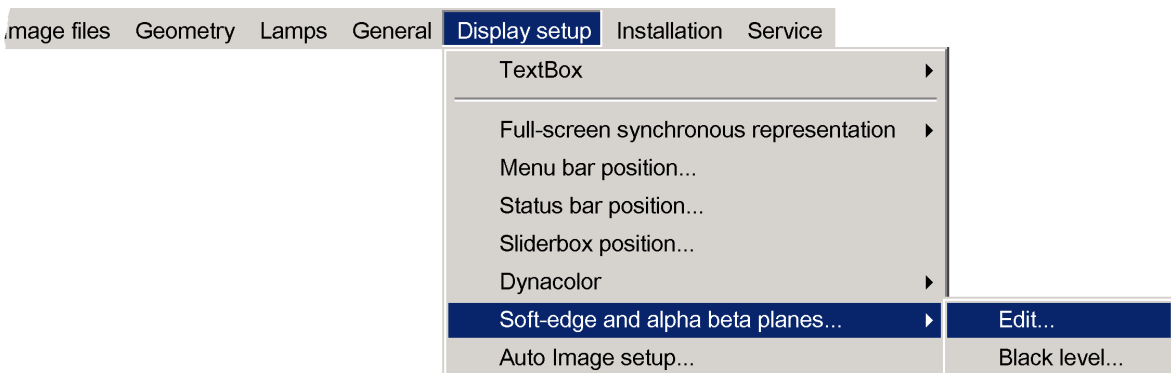 mage files Geometry Lamps General Display setup Installation Service
TextBox
Full-screen synchronous representation
Menu bar position...
Status bar position...
Sliderbox position...
Dynacolor
Soft-edge and alpha beta planes... Edit...
Auto Image setup... Black level...